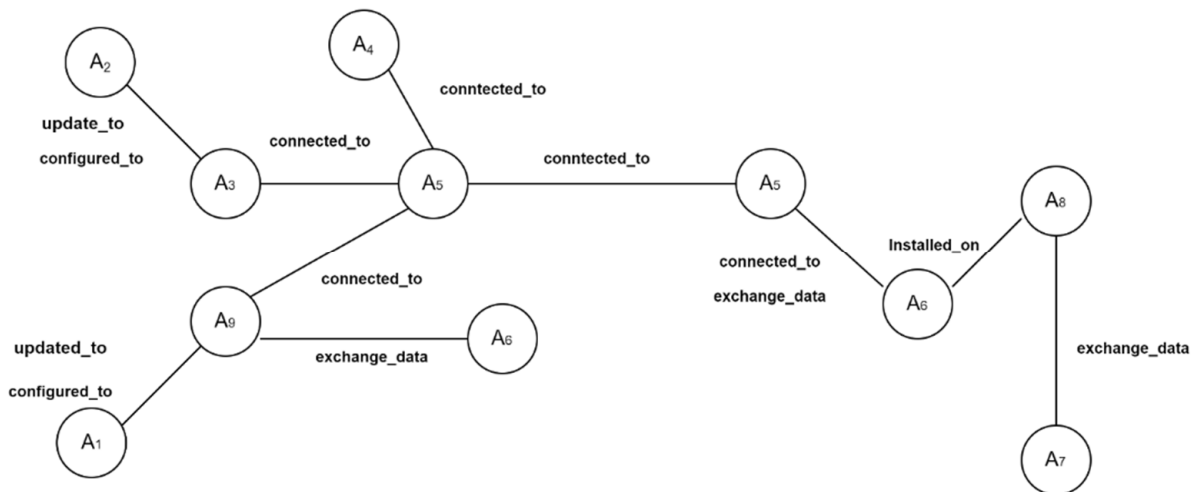 A4
A2
conntected_to
update_to
connected_to
configured_to
conntected_to
A3
A5
A5
A8
Installed_on
connected_to
connected_to
exchange_data
A6
A9
A6
updated_to
exchange_data
exchange_data
configured_to
A1
A7